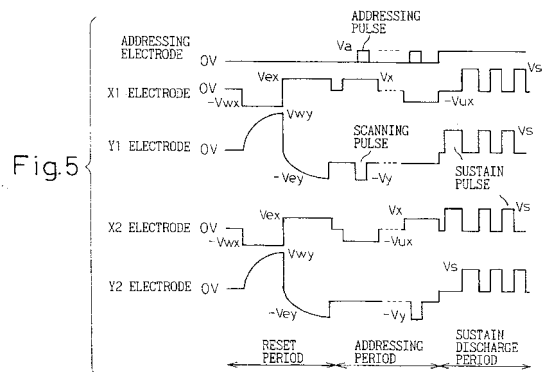 Fig.5
ADDRESSING PULSE
ADDRESSING ELECTRODE
0V
Va
Vs
X1 ELECTRODE
0V
-Vwx
Vex
Vx
-Vux
Y1 ELECTRODE
0V
Vwy
-Vey
SCANNING PULSE
-Vy
SUSTAIN PULSE
Vs
X2 ELECTRODE
0V
-Vwx
Vex
Vx
-Vux
Vs
Y2 ELECTRODE
0V
Vwy
-Vey
-Vy
Vs
RESET PERIOD
ADDRESSING PERIOD
SUSTAIN DISCHARGE PERIOD